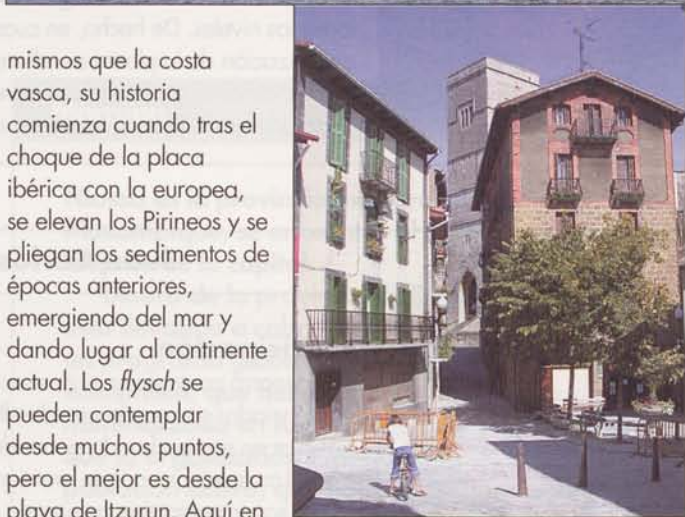 mismos que la costa
vasca, su historia
comienza cuando tras el
choque de la placa
ibérica con la europea,
se elevan los Pirineos y se
pliegan los sedimentos de
épocas anteriores,
emergiendo del mar y
dando lugar al continente
actual. Los flysch se
pueden contemplar
desde muchos puntos,
pero el mejor es desde la
playa de Itzurun. Aquí en